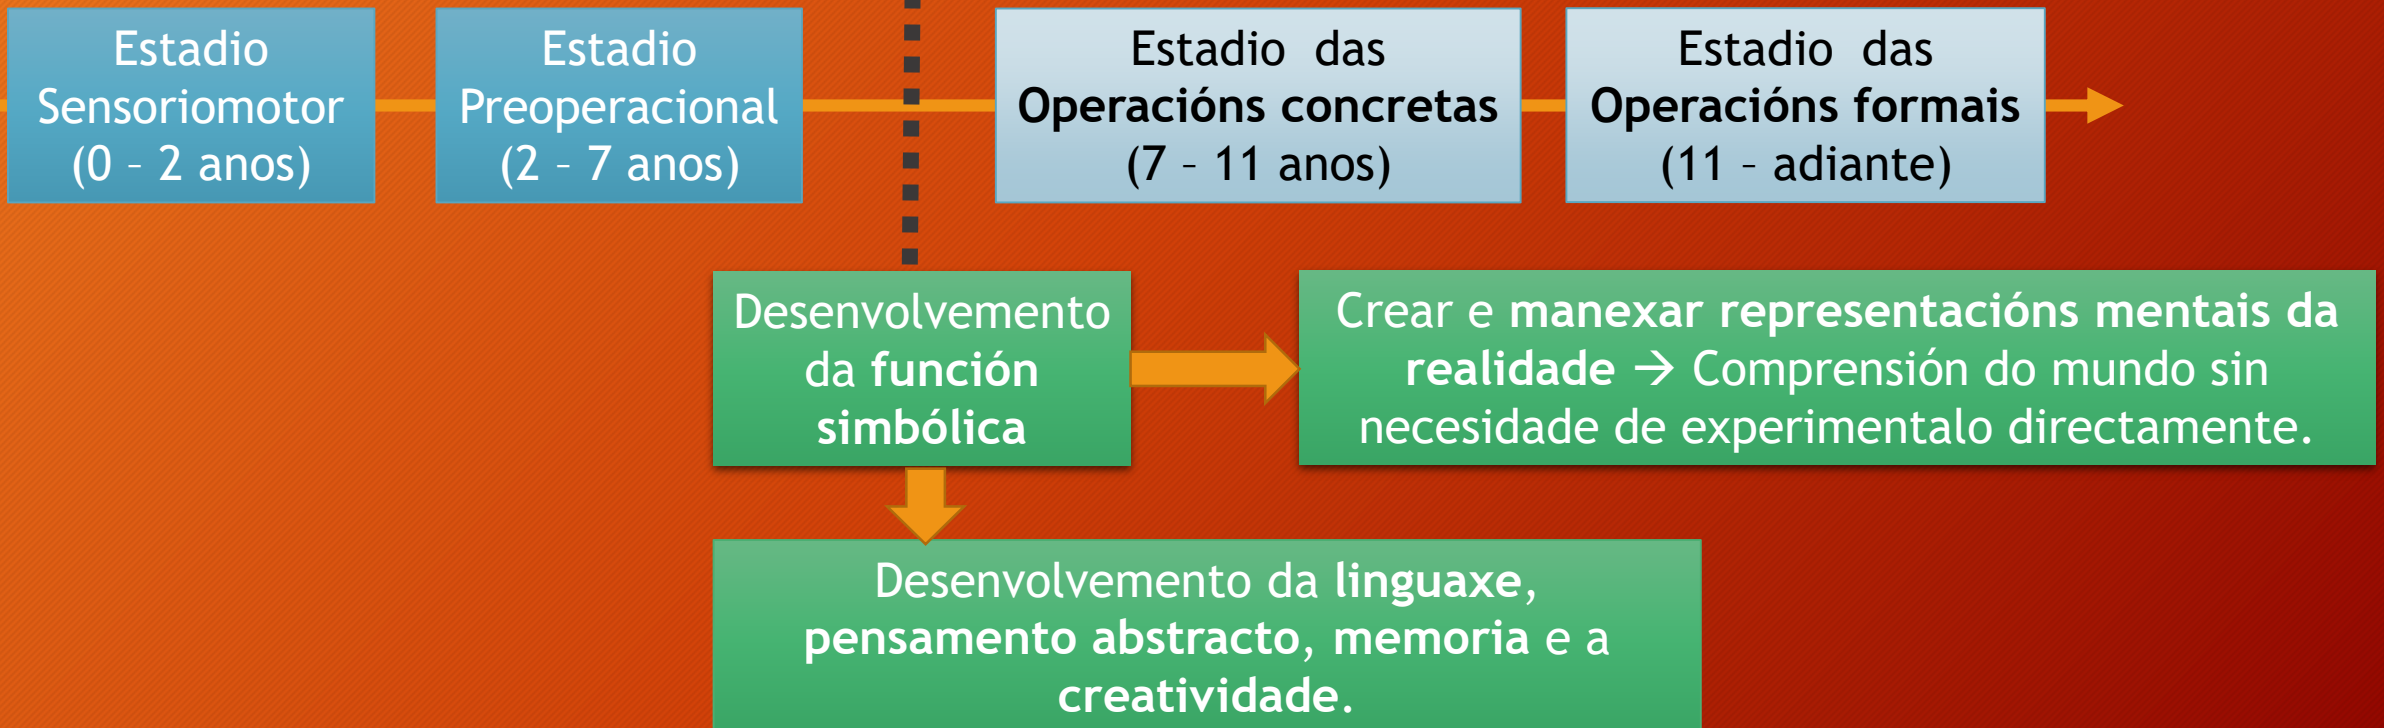 Estadio
Sensoriomotor
(0 – 2 anos)
Estadio
Preoperacional
(2 – 7 anos)
Estadio das
Operacións concretas
(7 – 11 anos)
Estadio das
Operacións formais
(11 – adiante)
Desenvolvemento
da función
simbólica
Crear e manexar representacións mentais da
realidade → Comprensión do mundo sin
necesidade de experimentalo directamente.
Desenvolvemento da linguaxe,
pensamento abstracto, memoria e a
creatividade.